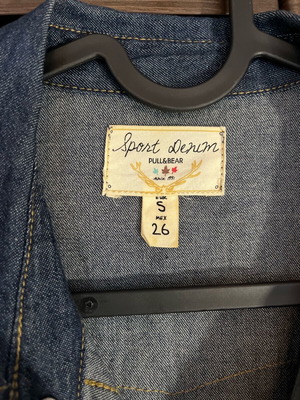 Sport Denim
PULL&BEAR
EUR
S
MEX
26